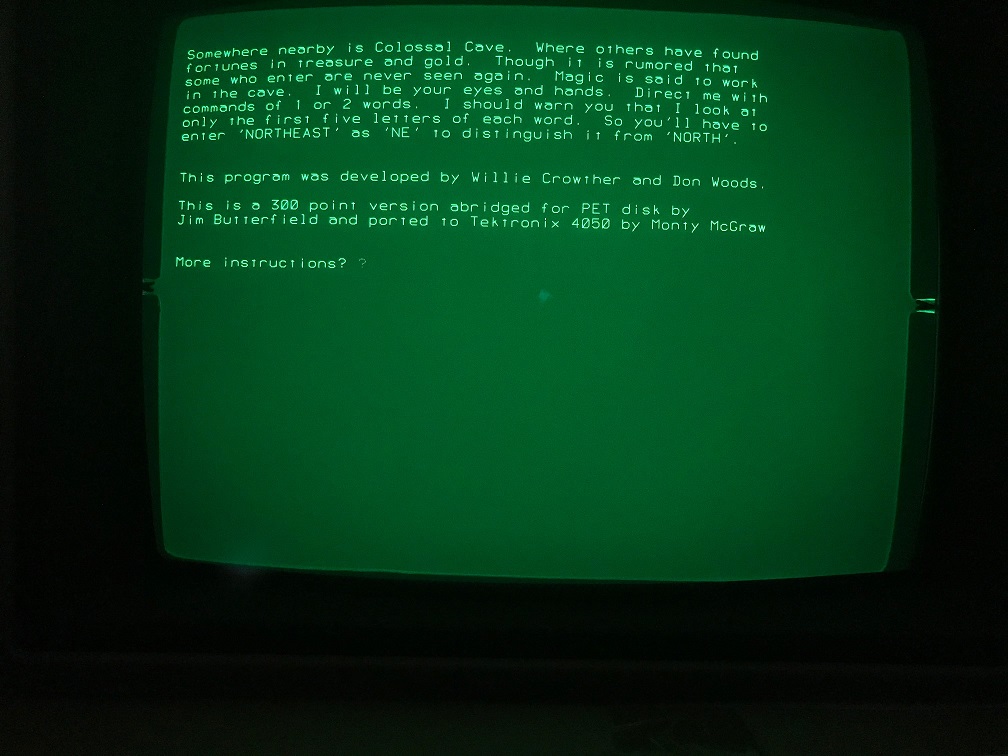 Somewhere nearby is Colossal Cave.  Where others have found
fortunes in treasure and gold.  Though it is rumored that
some who enter are never seen again.  Magic is said to work
in the cave.  I will be your eyes and hands.  Direct me with
commands of 1 or 2 words.  I should warn you that I look at
only the first five letters of each word.  So you'll have to
enter 'NORTHEAST' as 'NE' to distinguish it from 'NORTH'.
This program was developed by Willie Crowther and Don Woods.
This is a 300 point version abridged for PET disk by
Jim Butterfield and ported to Tektronix 4050 by Monty McGraw
More instructions? ?